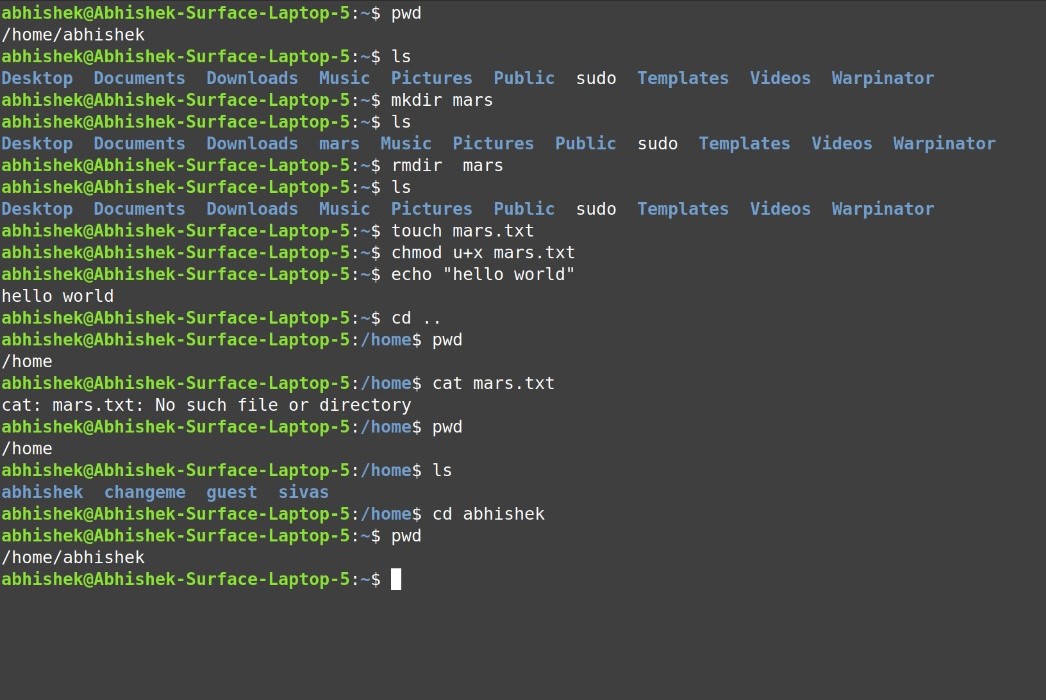 abhishek@Abhishek-Surface-Laptop-5:~$ pwd
/home/abhishek
abhishek@Abhishek-Surface-Laptop-5:~$ ls
Desktop  Documents  Downloads  Music  Pictures  Public  sudo  Templates  Videos  Warpinator
abhishek@Abhishek-Surface-Laptop-5:~$ mkdir mars
abhishek@Abhishek-Surface-Laptop-5:~$ ls
Desktop  Documents  Downloads  mars  Music  Pictures  Public  sudo  Templates  Videos  Warpinator
abhishek@Abhishek-Surface-Laptop-5:~$ rmdir  mars
abhishek@Abhishek-Surface-Laptop-5:~$ ls
Desktop  Documents  Downloads  Music  Pictures  Public  sudo  Templates  Videos  Warpinator
abhishek@Abhishek-Surface-Laptop-5:~$ touch mars.txt
abhishek@Abhishek-Surface-Laptop-5:~$ chmod u+x mars.txt
abhishek@Abhishek-Surface-Laptop-5:~$ echo "hello world"
hello world
abhishek@Abhishek-Surface-Laptop-5:~$ cd ..
abhishek@Abhishek-Surface-Laptop-5:/home$ pwd
/home
abhishek@Abhishek-Surface-Laptop-5:/home$ cat mars.txt
cat: mars.txt: No such file or directory
abhishek@Abhishek-Surface-Laptop-5:/home$ pwd
/home
abhishek@Abhishek-Surface-Laptop-5:/home$ ls
abhishek  changeme  guest  sivas
abhishek@Abhishek-Surface-Laptop-5:/home$ cd abhishek
abhishek@Abhishek-Surface-Laptop-5:~$ pwd
/home/abhishek
abhishek@Abhishek-Surface-Laptop-5:~$